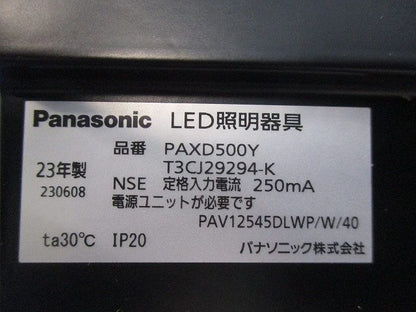 Panasonic LED照明器具
品番 PAXD500Y
23年製 T3CJ29294-K
230608 NSE 定格入力電流 250mA
電源ユニットが必要です
PAV12545DLWP/W/40
ta30℃ IP20 パナソニック株式会社